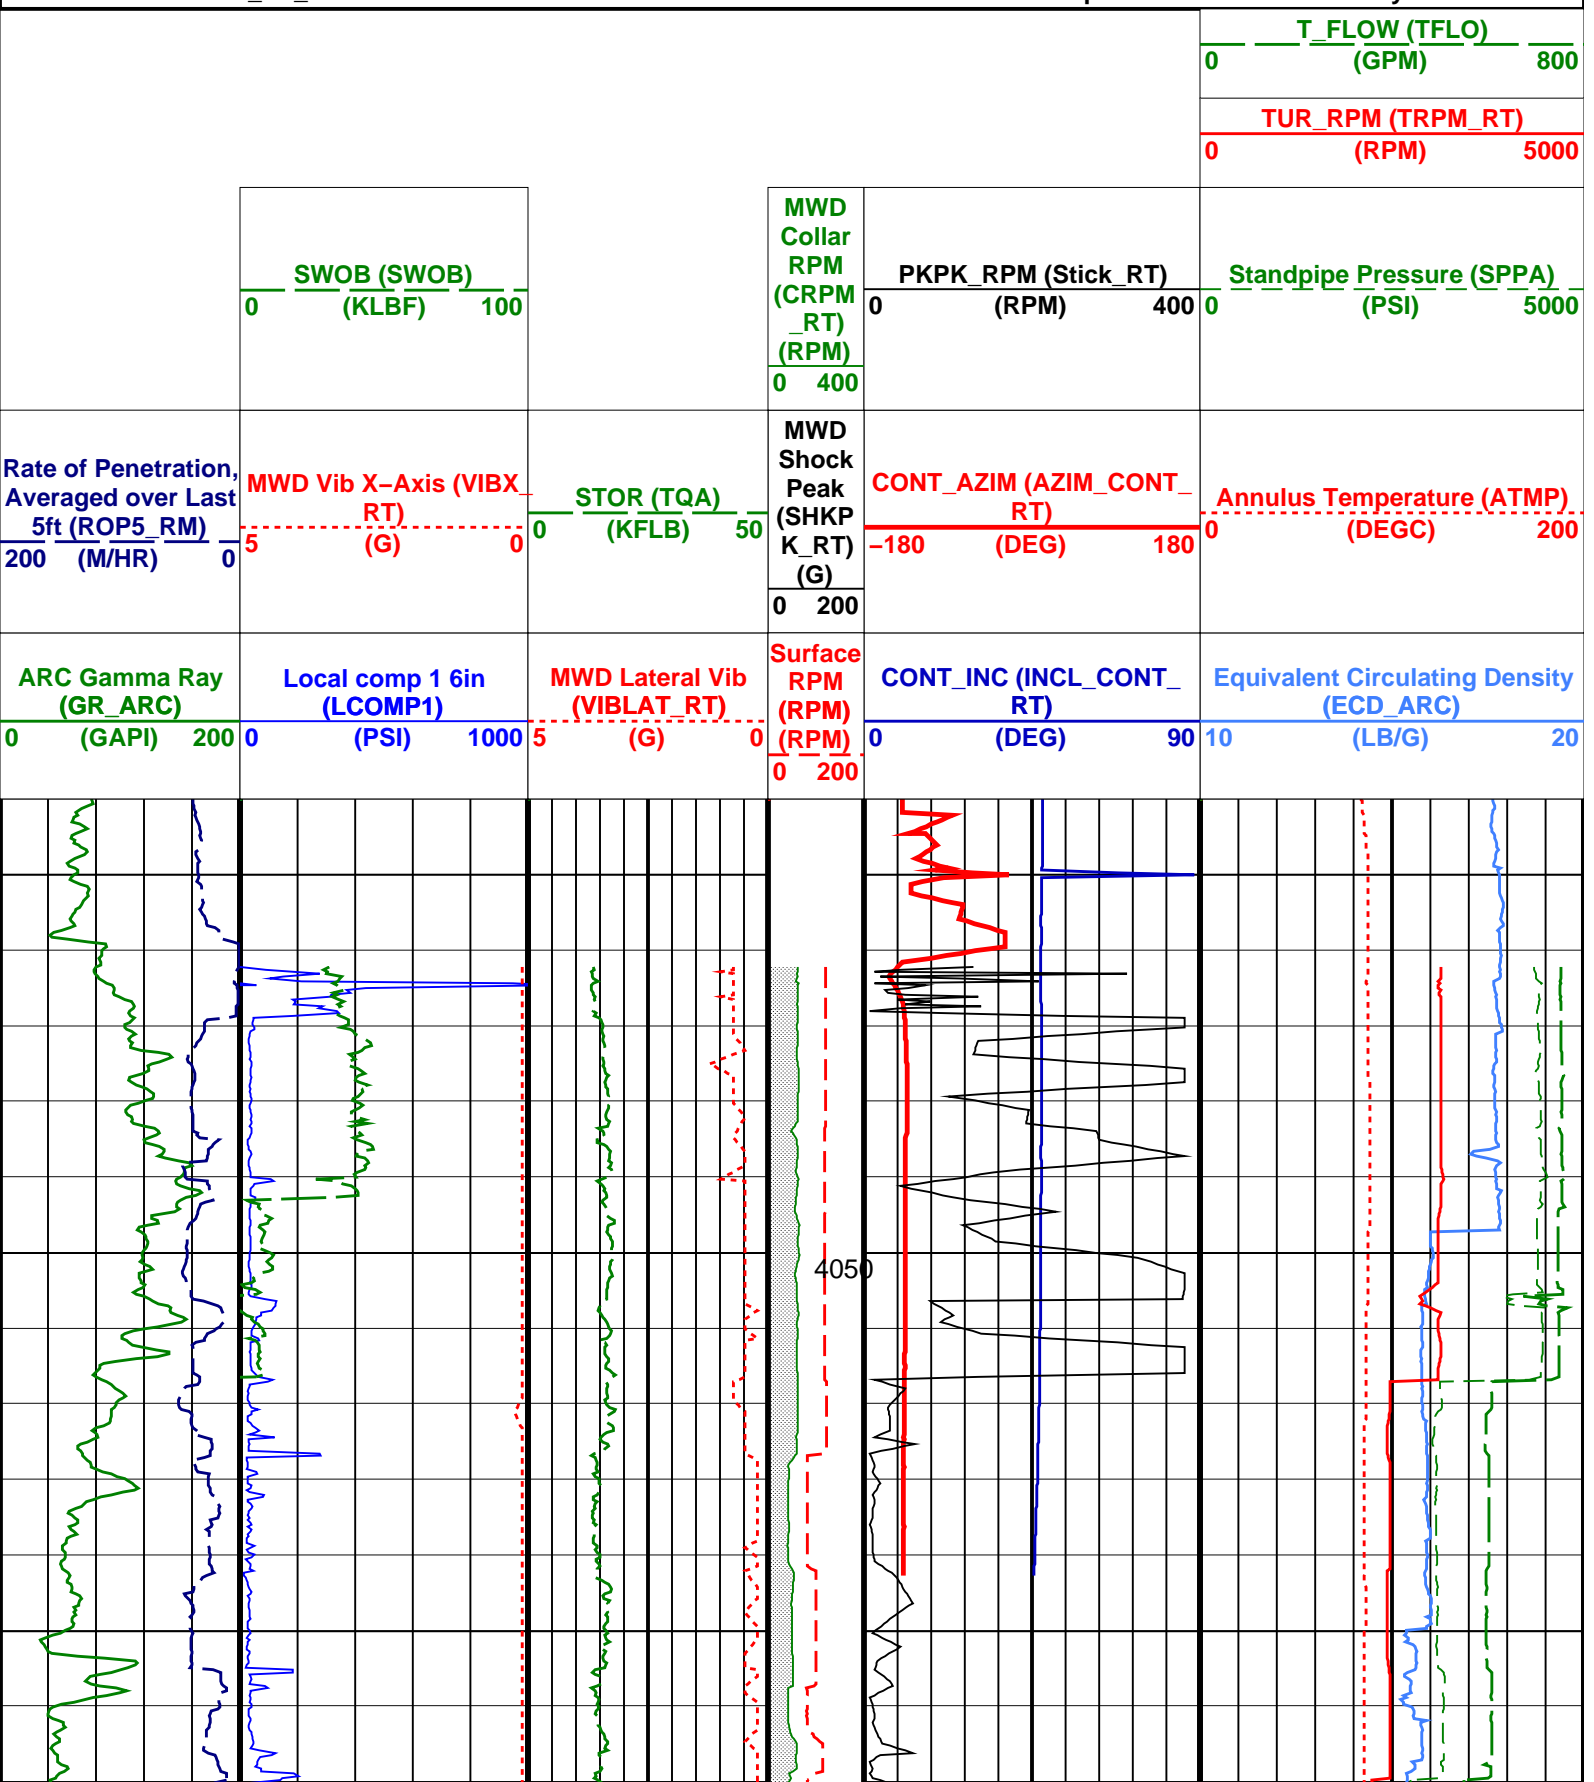 T_FLOW (TFLO)
0 (GPM) 800
TUR_RPM (TRPM_RT)
0 (RPM) 5000
SWOB (SWOB)
0 (KLBF) 100
MWD
Collar
RPM
(CRPM
_RT)
(RPM)
0 400
PKPK_RPM (Stick_RT)
0 (RPM) 400
Standpipe Pressure (SPPA)
0 (PSI) 5000
Rate of Penetration,
Averaged over Last
5ft (ROP5_RM)
200 (M/HR) 0
MWD Vib X−Axis (VIBX_
RT)
5 (G) 0
STOR (TQA)
0 (KFLB) 50
MWD
Shock
Peak
(SHKP
K_RT)
(G)
0 200
CONT_AZIM (AZIM_CONT_
RT)
−180 (DEG) 180
Annulus Temperature (ATMP)
0 (DEGC) 200
ARC Gamma Ray
(GR_ARC)
0 (GAPI) 200
Local comp 1 6in
(LCOMP1)
0 (PSI) 1000
MWD Lateral Vib
(VIBLAT_RT)
5 (G) 0
Surface
RPM
(RPM)
(RPM)
0 200
CONT_INC (INCL_CONT_
RT)
0 (DEG) 90
Equivalent Circulating Density
(ECD_ARC)
10 (LB/G) 20
4050